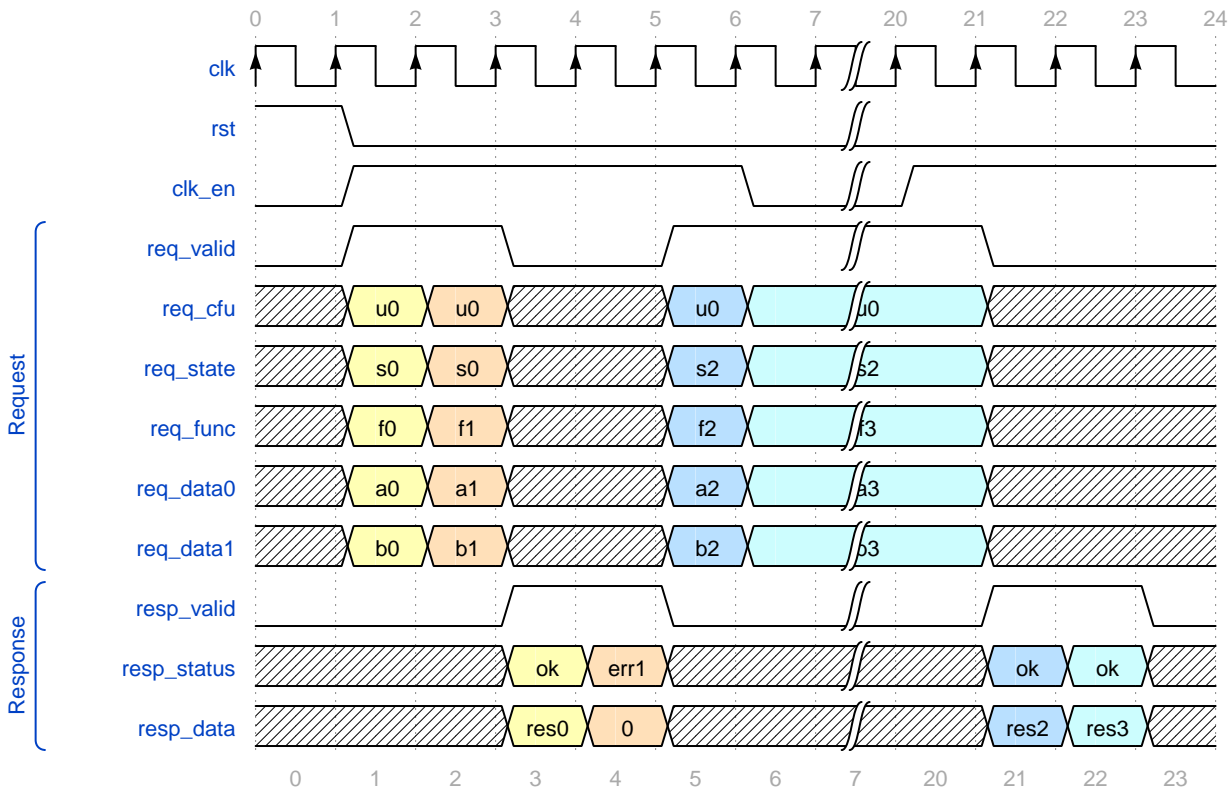 0 1 2 3 4 5 6 7 20 21 22 23 24
clk
rst
clk_en
Request
req_valid
req_cfu u0 u0 u0 u0
req_state s0 s0 s2 s2
req_func f0 f1 f2 f3
req_data0 a0 a1 a2 a3
req_data1 b0 b1 b2 b3
Response
resp_valid
resp_status ok err1 ok ok
resp_data res0 0 res2 res3
0 1 2 3 4 5 6 7 20 21 22 23